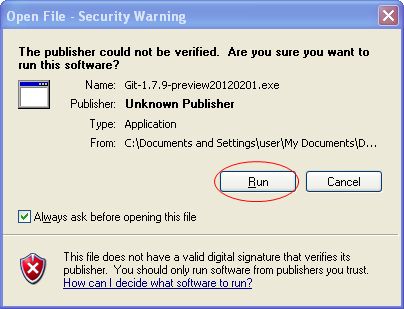 Open File - Security Warning
The publisher could not be verified.  Are you sure you want to
run this software?
Name: Git-1.7.9-preview20120201.exe
Publisher: Unknown Publisher
Type: Application
From: C:\Documents and Settings\user\My Documents\D...
Run Cancel
Always ask before opening this file
This file does not have a valid digital signature that verifies its
publisher.  You should only run software from publishers you trust.
How can I decide what software to run?